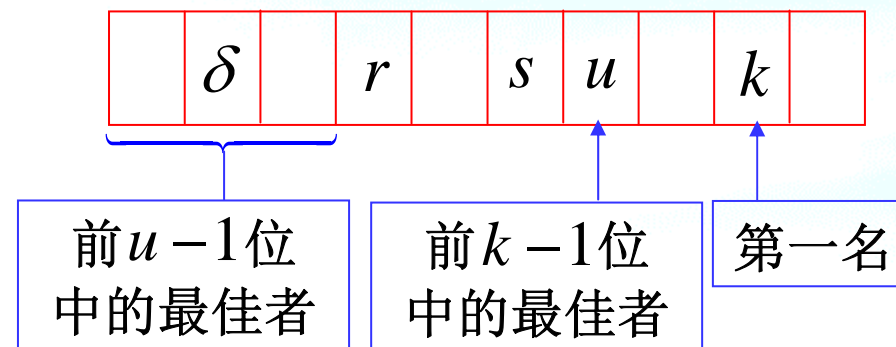 δ r s u k
前u－1位
中的最佳者
前k－1位
中的最佳者
第一名